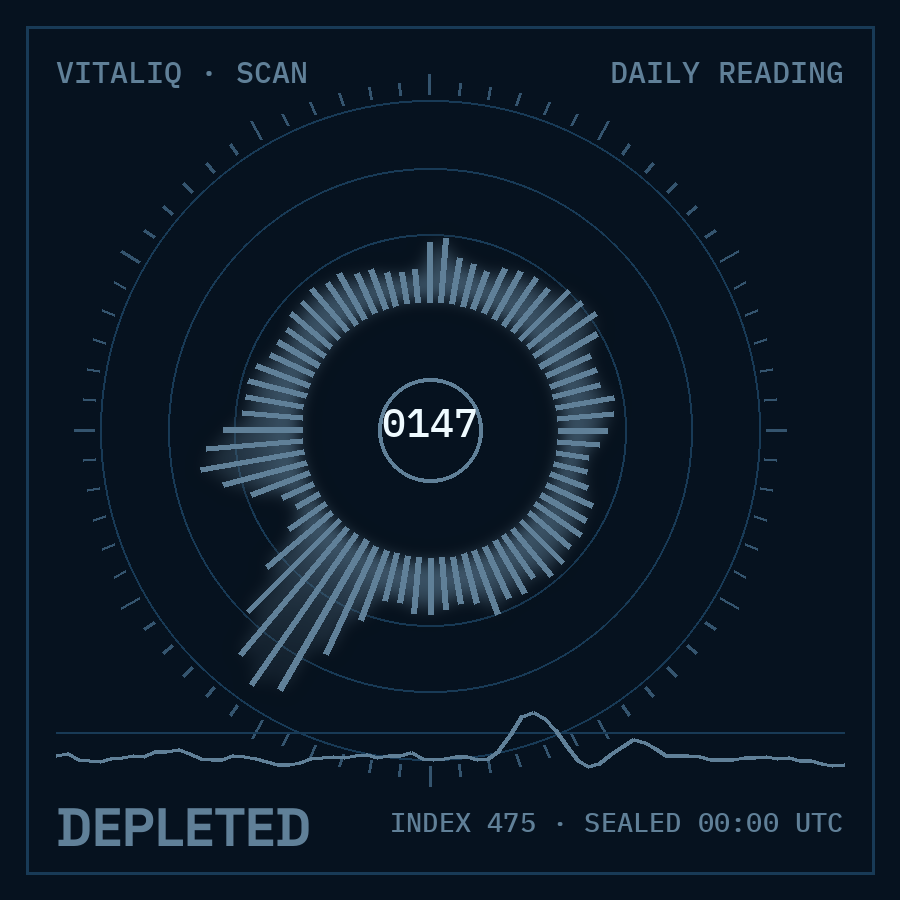 VITALIQ · SCAN
DAILY READING
0147
DEPLETED
INDEX 475 · SEALED 00:00 UTC